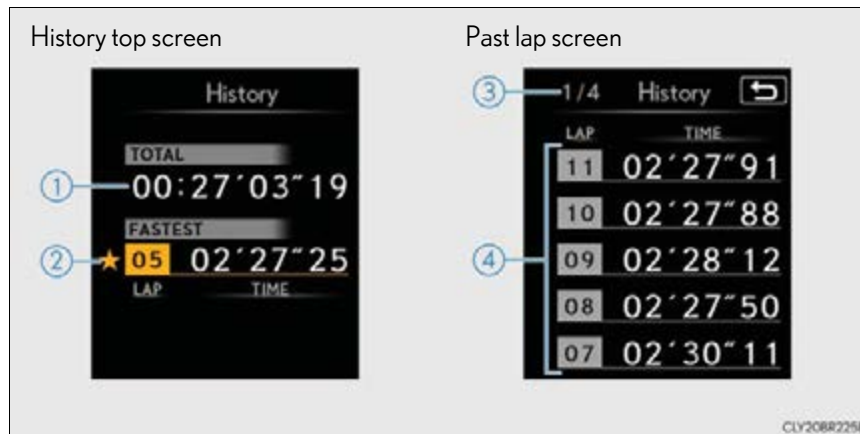 History top screen
Past lap screen
History
TOTAL
1
00:27´03″19
FASTEST
2
05 02´27″25
LAP TIME
3
1/4 History
LAP TIME
4
11 02´27″91
10 02´27″88
09 02´28″12
08 02´27″50
07 02´30″11